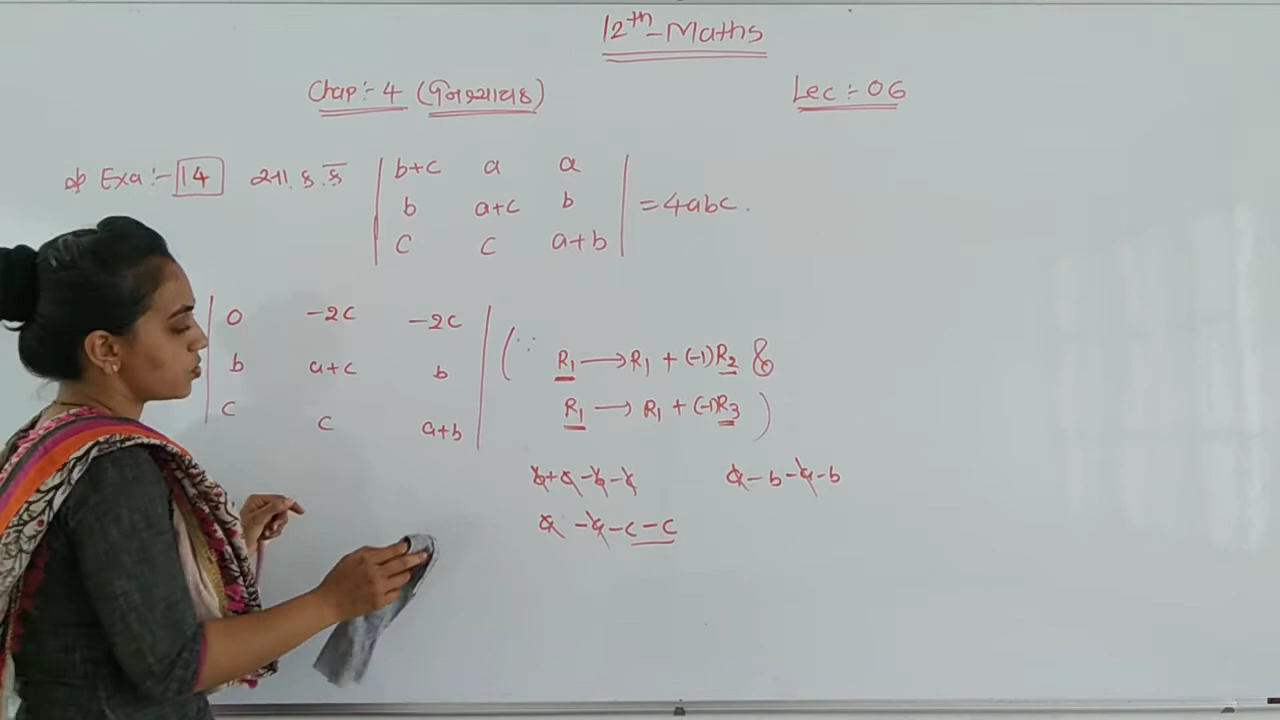 12th - Maths
Chap :- 4 (નિશ્ચાયક)
Lec :- 06
Exa :- 14 સા. કૃ. કે | b+c a a |
| b a+c b | = 4abc.
| c c a+b |
| 0 -2c -2c |
| b a+c b | (∵ R1 → R1 + (-1)R2 &
| c c a+b | R1 → R1 + (-1)R3 )
b+c-b-c a-b-a-b
a-a-c-c